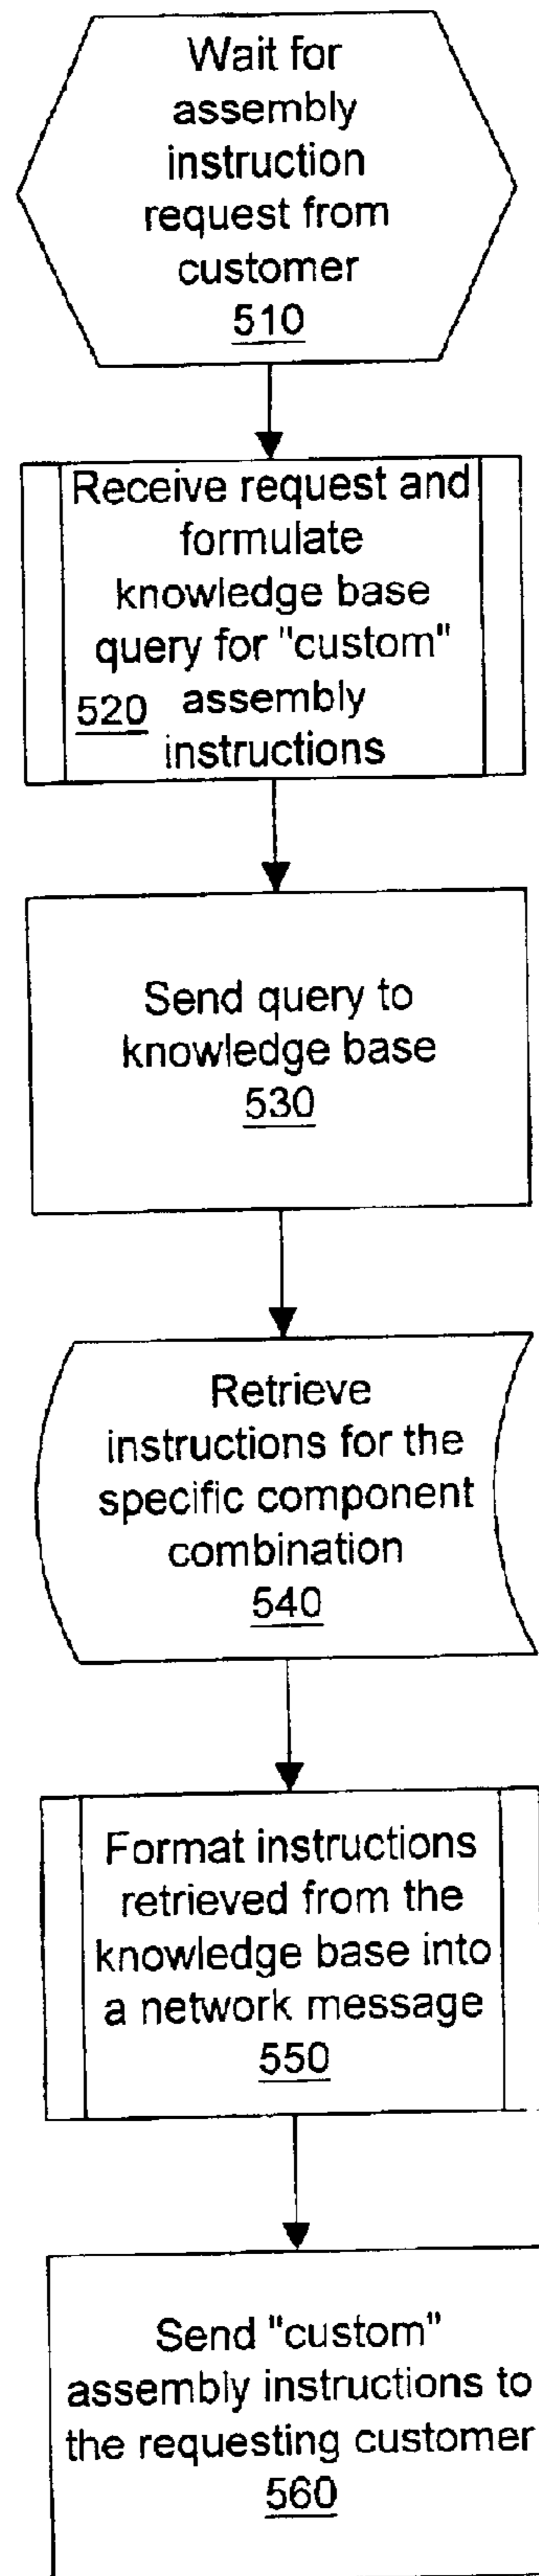 Wait for
assembly
instruction
request from
customer
510
Receive request and
formulate
knowledge base
query for "custom"
520 assembly
instructions
Send query to
knowledge base
530
Retrieve
instructions for the
specific component
combination
540
Format instructions
retrieved from the
knowledge base into
a network message
550
Send "custom"
assembly instructions to
the requesting customer
560